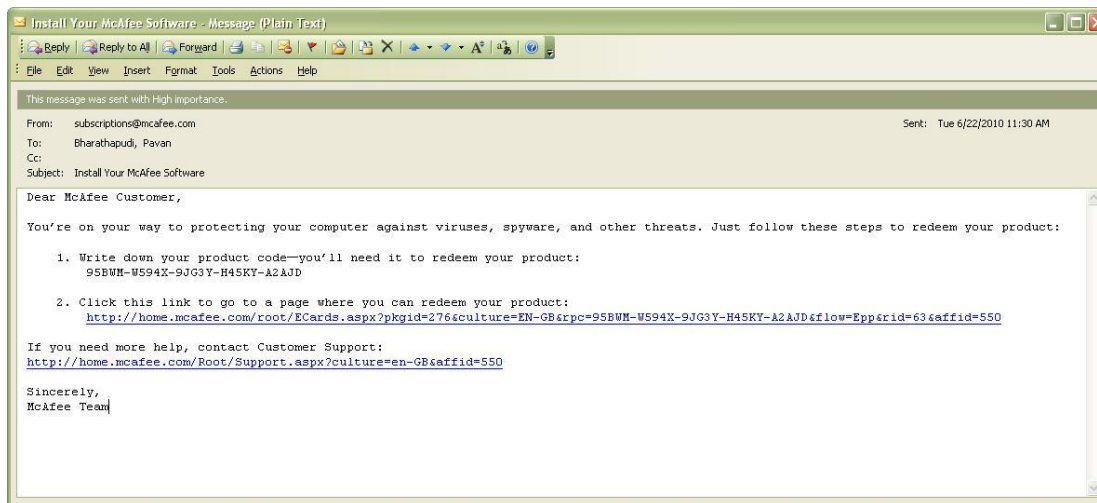 Install Your McAfee Software - Message (Plain Text)
Reply Reply to All Forward
File Edit View Insert Format Tools Actions Help
This message was sent with High importance.
From: subscriptions@mcafee.com Sent: Tue 6/22/2010 11:30 AM
To: Bharathapudi, Pavan
Cc:
Subject: Install Your McAfee Software
Dear McAfee Customer,
You're on your way to protecting your computer against viruses, spyware, and other threats. Just follow these steps to redeem your product:
1. Write down your product code—you'll need it to redeem your product:
95BWM-W594X-9JG3Y-H45KY-A2AJD
2. Click this link to go to a page where you can redeem your product:
http://home.mcafee.com/root/ECards.aspx?pkgid=276&culture=EN-GB&rpc=95BWM-W594X-9JG3Y-H45KY-A2AJD&flow=Epp&rid=63&affid=550
If you need more help, contact Customer Support:
http://home.mcafee.com/Root/Support.aspx?culture=en-GB&affid=550
Sincerely,
McAfee Team